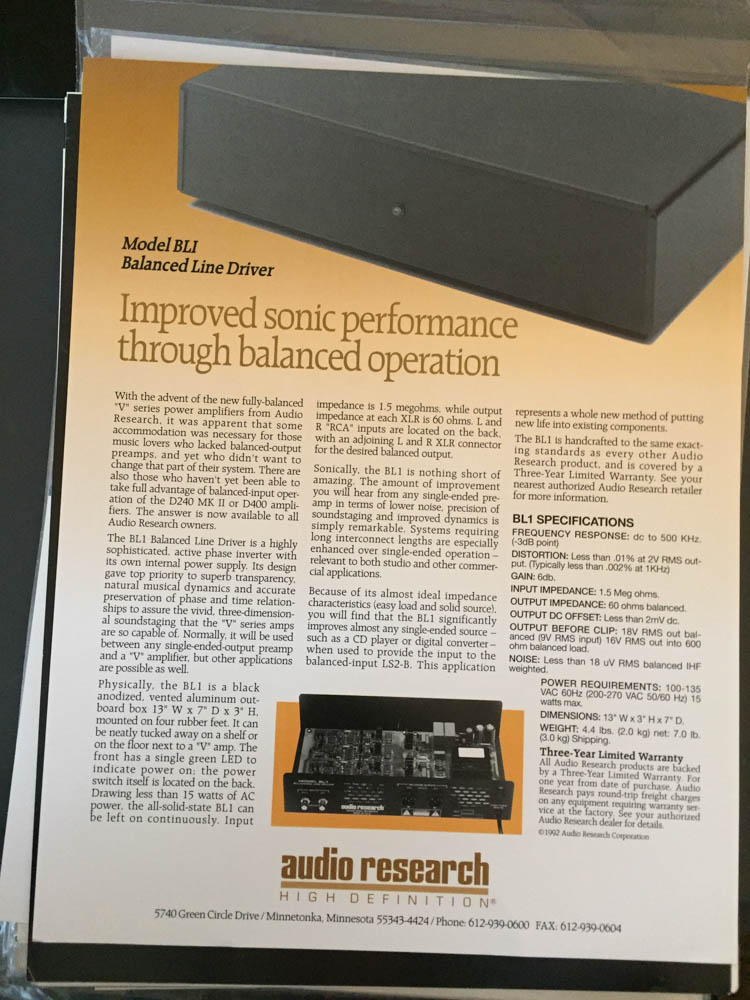 Model BL1
Balanced Line Driver
Improved sonic performance
through balanced operation
With the advent of the new fully-balanced
"V" series power amplifiers from Audio
Research, it was apparent that some
accommodation was necessary for those
music lovers who lacked balanced-output
preamps, and yet who didn't want to
change that part of their system. There are
also those who haven't yet been able to
take full advantage of balanced-input oper-
ation of the D240 MK II or D400 ampli-
fiers. The answer is now available to all
Audio Research owners.
The BL1 Balanced Line Driver is a highly
sophisticated, active phase inverter with
its own internal power supply. Its design
gave top priority to superb transparency,
natural musical dynamics and accurate
preservation of phase and time relation-
ships to assure the vivid, three-dimension-
al soundstaging that the "V" series amps
are so capable of. Normally, it will be used
between any single-ended-output preamp
and a "V" amplifier, but other applications
are possible as well.
Physically, the BL1 is a black
anodized, vented aluminum out-
board box 13" W x 7" D x 3" H,
mounted on four rubber feet. It can
be neatly tucked away on a shelf or
on the floor next to a "V" amp. The
front has a single green LED to
indicate power on; the power
switch itself is located on the back.
Drawing less than 15 watts of AC
power, the all-solid-state BL1 can
be left on continuously. Input
impedance is 1.5 megohms, while output
impedance at each XLR is 60 ohms. L and
R "RCA" inputs are located on the back,
with an adjoining L and R XLR connector
for the desired balanced output.
Sonically, the BL1 is nothing short of
amazing. The amount of improvement
you will hear from any single-ended pre-
amp in terms of lower noise, precision of
soundstaging and improved dynamics is
simply remarkable. Systems requiring
long interconnect lengths are especially
enhanced over single-ended operation –
relevant to both studio and other commer-
cial applications.
Because of its almost ideal impedance
characteristics (easy load and solid source),
you will find that the BL1 significantly
improves almost any single-ended source –
such as a CD player or digital converter –
when used to provide the input to the
balanced-input LS2-B. This application
represents a whole new method of putting
new life into existing components.
The BL1 is handcrafted to the same exact-
ing standards as every other Audio
Research product, and is covered by a
Three-Year Limited Warranty. See your
nearest authorized Audio Research retailer
for more information.
BL1 SPECIFICATIONS
FREQUENCY RESPONSE: dc to 500 KHz.
(-3dB point)
DISTORTION: Less than .01% at 2V RMS out-
put. (Typically less than .002% at 1KHz)
GAIN: 6db.
INPUT IMPEDANCE: 1.5 Meg ohms.
OUTPUT IMPEDANCE: 60 ohms balanced.
OUTPUT DC OFFSET: Less than 2mV dc.
OUTPUT BEFORE CLIP: 18V RMS out bal-
anced (9V RMS input) 16V RMS out into 600
ohm balanced load.
NOISE: Less than 18 uV RMS balanced IHF
weighted.
POWER REQUIREMENTS: 100-135
VAC 60Hz (200-270 VAC 50/60 Hz) 15
watts max.
DIMENSIONS: 13" W x 3" H x 7" D.
WEIGHT: 4.4 lbs. (2.0 kg) net: 7.0 lb.
(3.0 kg) Shipping.
Three-Year Limited Warranty
All Audio Research products are backed
by a Three-Year Limited Warranty. For
one year from date of purchase, Audio
Research pays round-trip freight charges
on any equipment requiring warranty ser-
vice at the factory. See your authorized
Audio Research dealer for details.
©1992 Audio Research Corporation
audio research
audio research
HIGH DEFINITION®
5740 Green Circle Drive / Minnetonka, Minnesota 55343-4424 / Phone: 612-939-0600 FAX: 612-939-0604